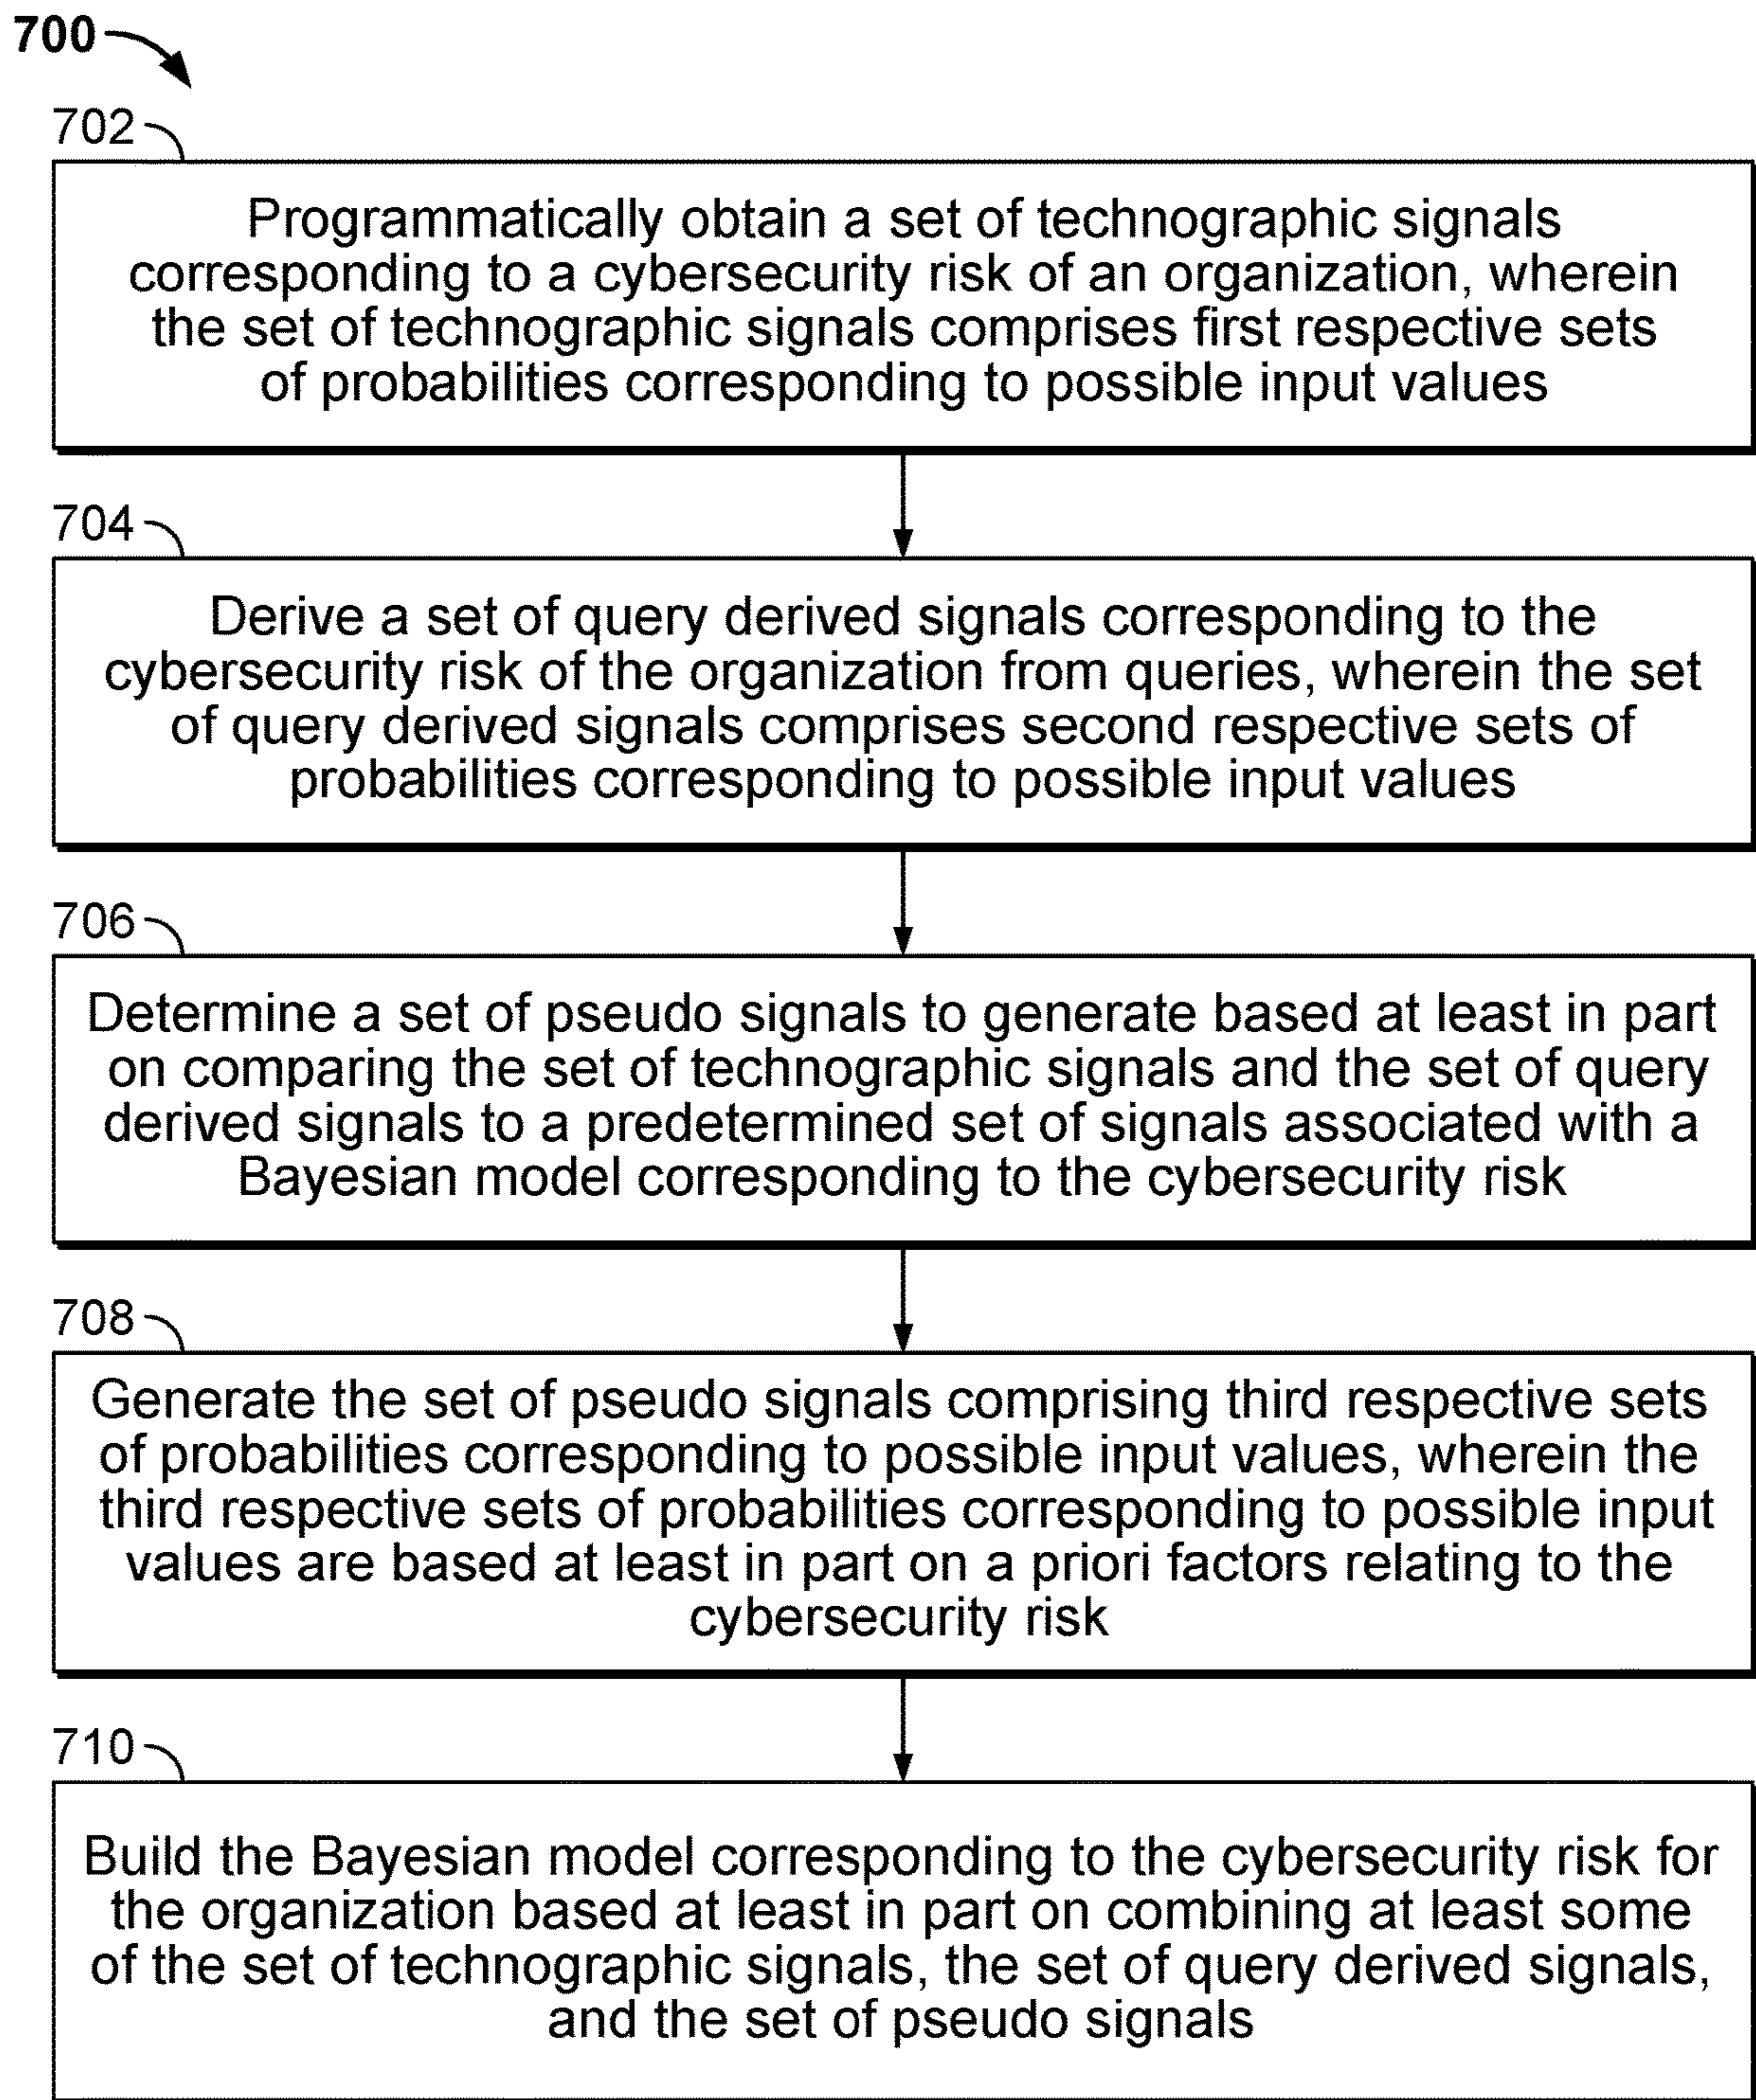 700
702
Programmatically obtain a set of technographic signals
corresponding to a cybersecurity risk of an organization, wherein
the set of technographic signals comprises first respective sets
of probabilities corresponding to possible input values
704
Derive a set of query derived signals corresponding to the
cybersecurity risk of the organization from queries, wherein the set
of query derived signals comprises second respective sets of
probabilities corresponding to possible input values
706
Determine a set of pseudo signals to generate based at least in part
on comparing the set of technographic signals and the set of query
derived signals to a predetermined set of signals associated with a
Bayesian model corresponding to the cybersecurity risk
708
Generate the set of pseudo signals comprising third respective sets
of probabilities corresponding to possible input values, wherein the
third respective sets of probabilities corresponding to possible input
values are based at least in part on a priori factors relating to the
cybersecurity risk
710
Build the Bayesian model corresponding to the cybersecurity risk for
the organization based at least in part on combining at least some
of the set of technographic signals, the set of query derived signals,
and the set of pseudo signals